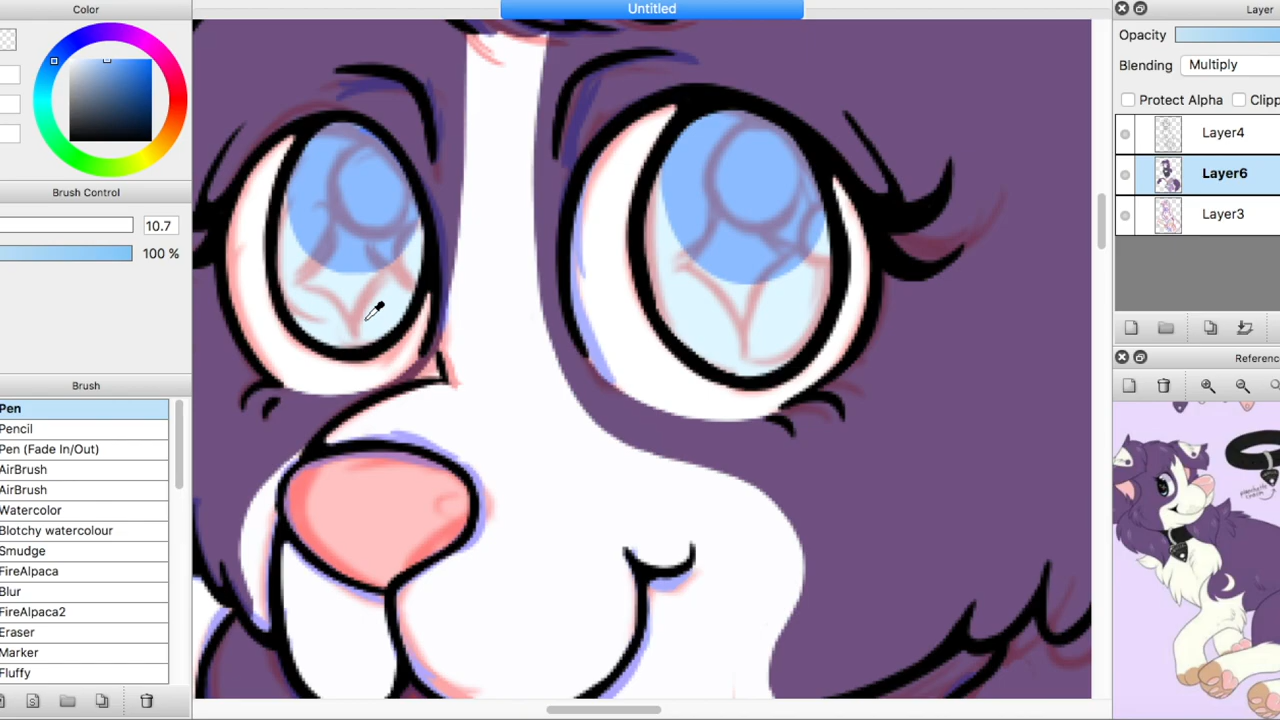 Color
Untitled
Layer
Opacity
Blending Multiply
Protect Alpha Clipp
Layer4
Layer6
Layer3
Brush Control
10.7
100 %
Brush
Pen
Pencil
Pen (Fade In/Out)
AirBrush
AirBrush
Watercolor
Blotchy watercolour
Smudge
FireAlpaca
Blur
FireAlpaca2
Eraser
Marker
Fluffy
Referenc